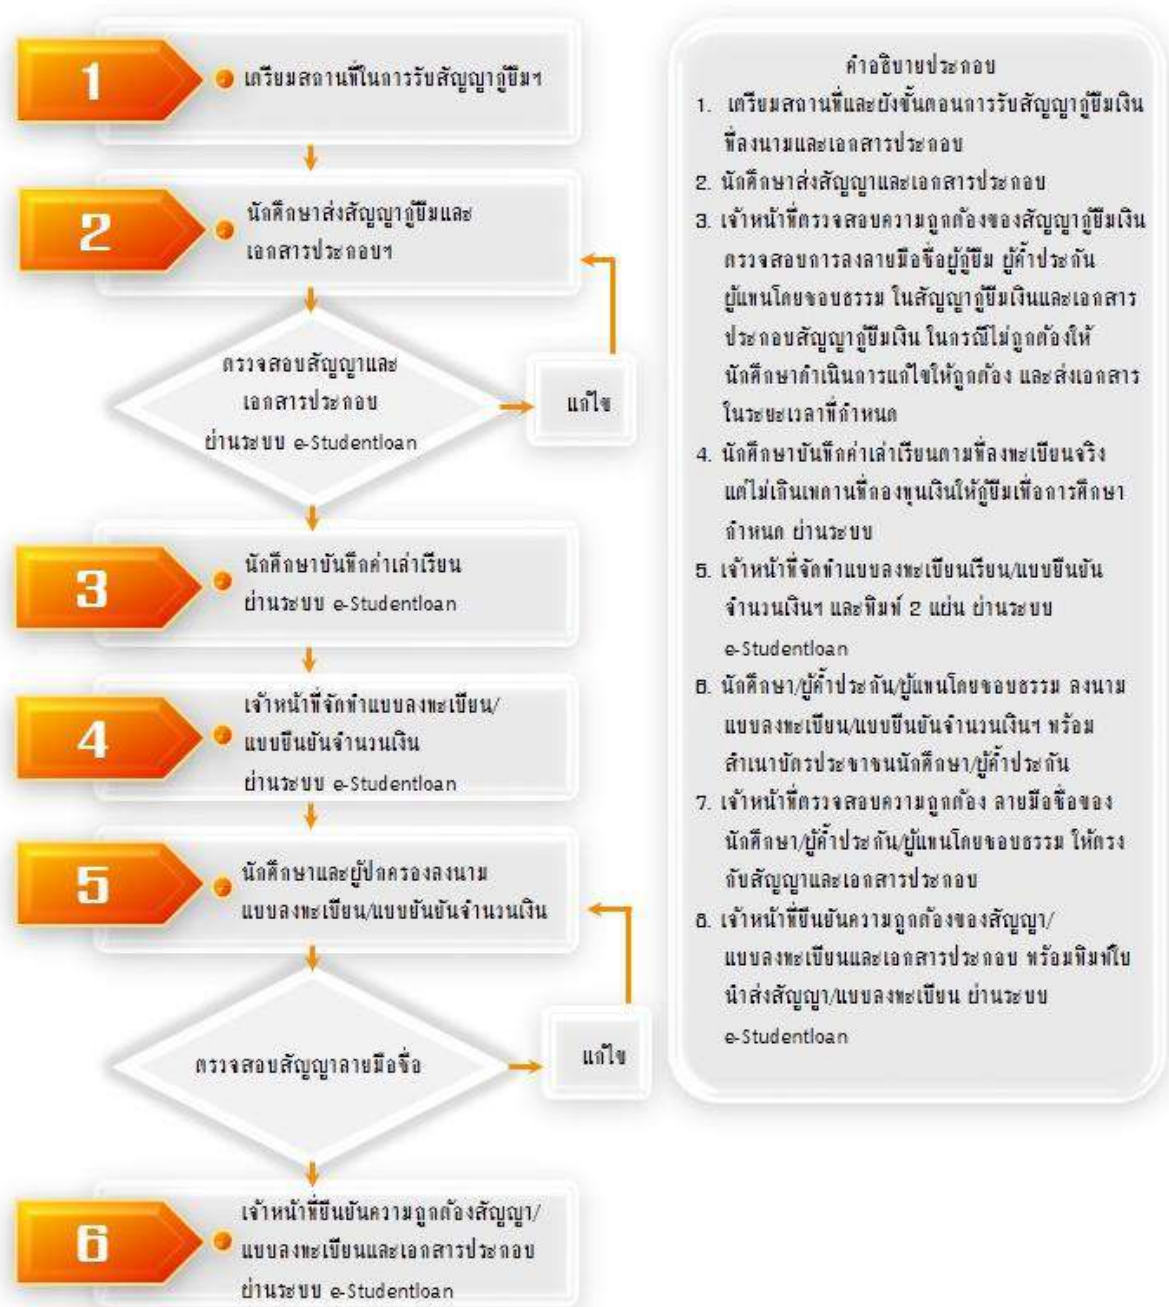 1
เตรียมสถานที่ในการรับสัญญากู้ยืมฯ
2
นักศึกษาส่งสัญญากู้ยืมและ
เอกสารประกอบฯ
ตรวจสอบสัญญาและ
เอกสารประกอบ
ผ่านระบบ e-Studentloan
แก้ไข
3
นักศึกษาบันทึกค่าเล่าเรียน
ผ่านระบบ e-Studentloan
4
เจ้าหน้าที่จัดทำแบบลงทะเบียน/
แบบยืนยันจำนวนเงิน
ผ่านระบบ e-Studentloan
5
นักศึกษาและผู้ปกครองลงนาม
แบบลงทะเบียน/แบบยันยันจำนวนเงิน
ตรวจสอบสัญญาลายมือชื่อ
แก้ไข
6
เจ้าหน้าที่ยืนยันความถูกต้องสัญญา/
แบบลงทะเบียนและเอกสารประกอบ
ผ่านระบบ e-Studentloan
คำอธิบายประกอบ
1. เตรียมสถานที่และผังขั้นตอนการรับสัญญากู้ยืมเงิน
ที่ลงนามและเอกสารประกอบ
2. นักศึกษาส่งสัญญาและเอกสารประกอบ
3. เจ้าหน้าที่ตรวจสอบความถูกต้องของสัญญากู้ยืมเงิน
ตรวจสอบการลงลายมือชื่อผู้กู้ยืม ผู้ค้ำประกัน
ผู้แทนโดยชอบธรรม ในสัญญากู้ยืมเงินและเอกสาร
ประกอบสัญญากู้ยืมเงิน ในกรณีไม่ถูกต้องให้
นักศึกษาดำเนินการแก้ไขให้ถูกต้อง และส่งเอกสาร
ในระยะเวลาที่กำหนด
4. นักศึกษาบันทึกค่าเล่าเรียนตามที่ลงทะเบียนจริง
แต่ไม่เกินเพดานที่กองทุนเงินให้กู้ยืมเพื่อการศึกษา
กำหนด ผ่านระบบ
5. เจ้าหน้าที่จัดทำแบบลงทะเบียนเรียน/แบบยืนยัน
จำนวนเงินฯ และพิมพ์ 2 แผ่น ผ่านระบบ
e-Studentloan
6. นักศึกษา/ผู้ค้ำประกัน/ผู้แทนโดยชอบธรรม ลงนาม
แบบลงทะเบียน/แบบยืนยันจำนวนเงินฯ พร้อม
สำเนาบัตรประชาชนนักศึกษา/ผู้ค้ำประกัน
7. เจ้าหน้าที่ตรวจสอบความถูกต้อง ลายมือชื่อของ
นักศึกษา/ผู้ค้ำประกัน/ผู้แทนโดยชอบธรรม ให้ตรง
กับสัญญาและเอกสารประกอบ
8. เจ้าหน้าที่ยืนยันความถูกต้องของสัญญา/
แบบลงทะเบียนและเอกสารประกอบ พร้อมพิมพ์ใบ
นำส่งสัญญา/แบบลงทะเบียน ผ่านระบบ
e-Studentloan